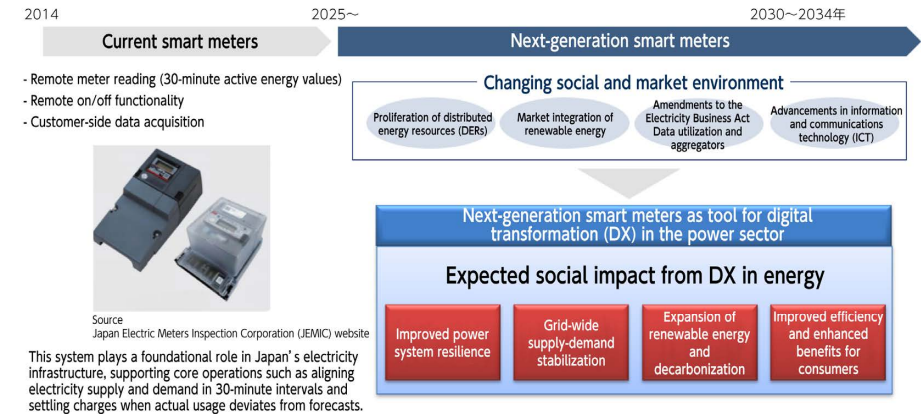 2014
2025～
2030～2034年
Current smart meters
Next-generation smart meters
- Remote meter reading (30-minute active energy values)
- Remote on/off functionality
- Customer-side data acquisition
Changing social and market environment
Proliferation of distributed
energy resources (DERs)
Market integration of
renewable energy
Amendments to the
Electricity Business Act
Data utilization and
aggregators
Advancements in information
and communications
technology (ICT)
Next-generation smart meters as tool for digital
transformation (DX) in the power sector
Expected social impact from DX in energy
Improved power
system resilience
Grid-wide
supply-demand
stabilization
Expansion of
renewable energy
and
decarbonization
Improved efficiency
and enhanced
benefits for
consumers
Source
Japan Electric Meters Inspection Corporation (JEMIC) website
This system plays a foundational role in Japan's electricity
infrastructure, supporting core operations such as aligning
electricity supply and demand in 30-minute intervals and
settling charges when actual usage deviates from forecasts.